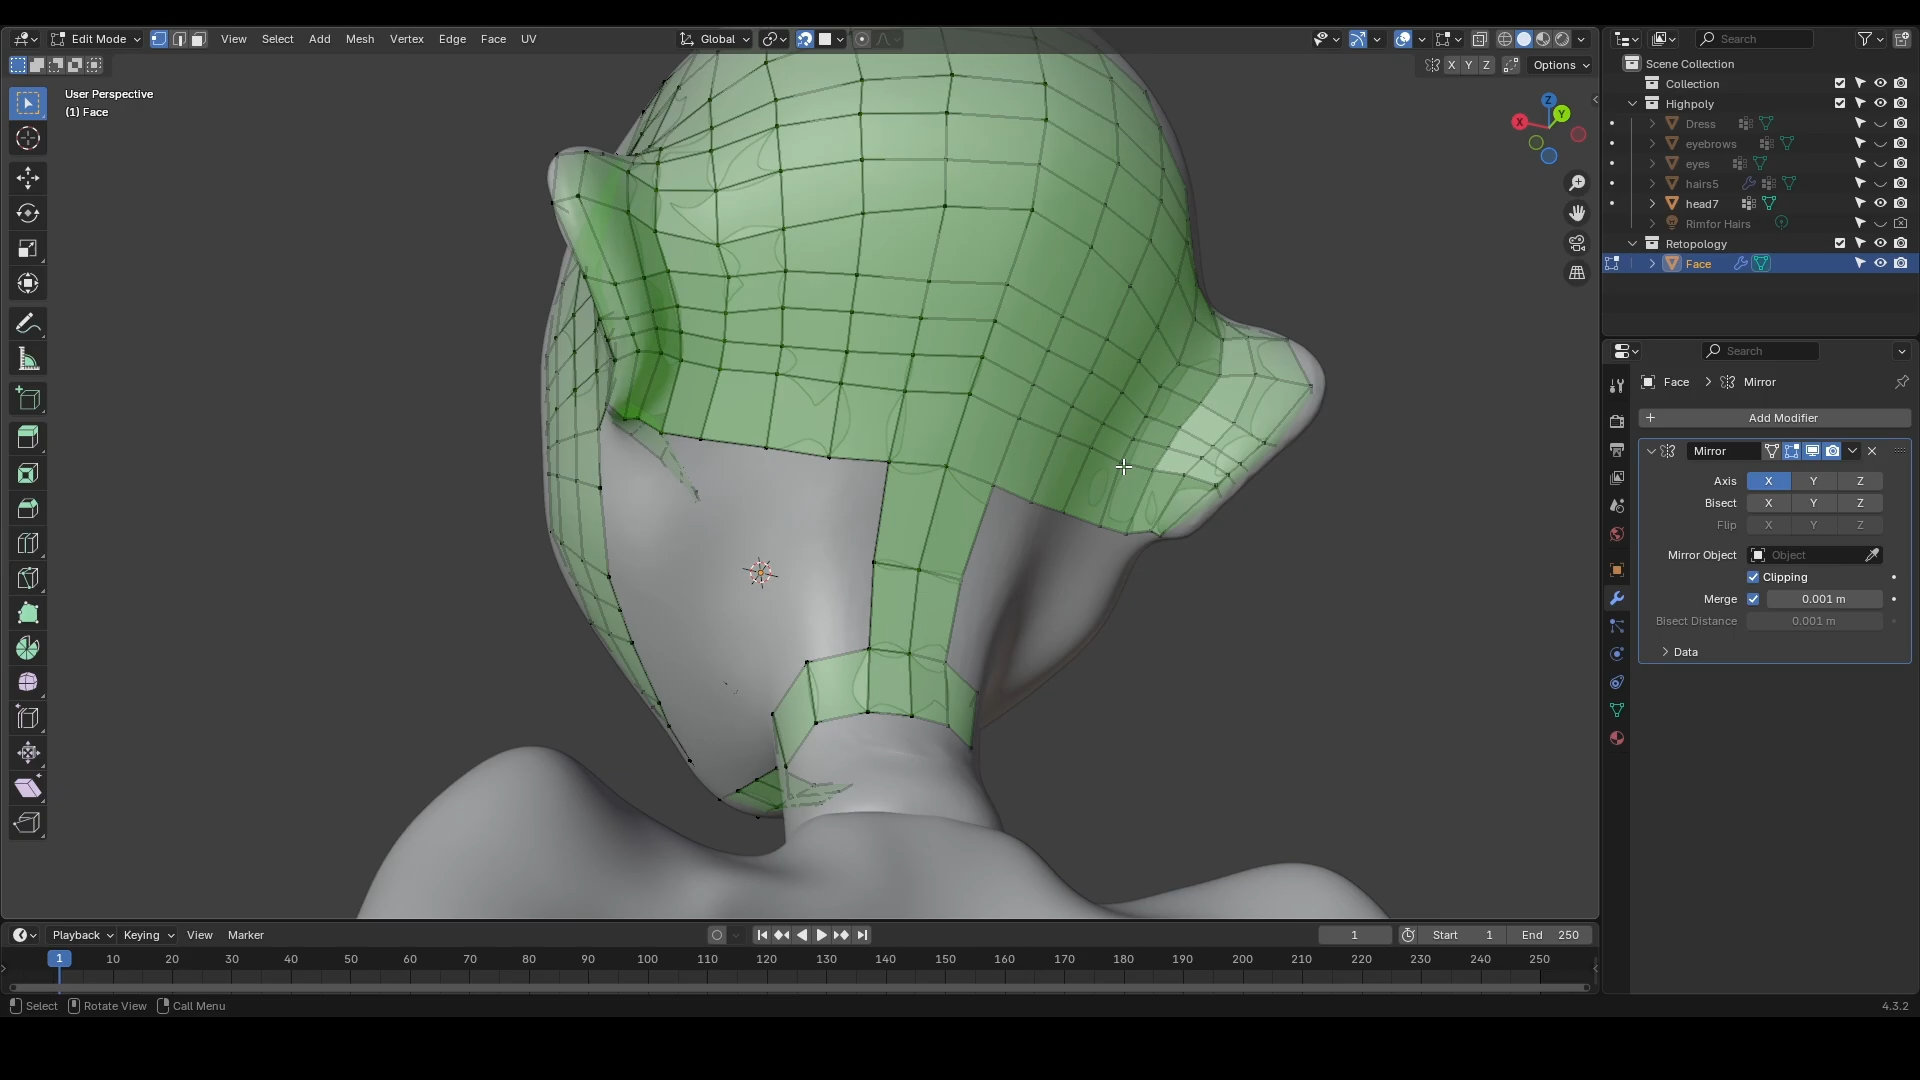 Edit Mode View Select Add Mesh Vertex Edge Face UV Global Search
X Y Z Options
User Perspective
(1) Face
Z
Y
X
Scene Collection
Collection
Highpoly
Dress
eyebrows
eyes
hairs5
head7
Rimfor Hairs
Retopology
Face
Search
Face Mirror
Add Modifier
Mirror
Axis X Y Z
Bisect X Y Z
Flip X Y Z
Mirror Object Object
Clipping
Merge 0.001 m
Bisect Distance 0.001 m
Data
Playback Keying View Marker 1 Start 1 End 250
1 10 20 30 40 50 60 70 80 90 100 110 120 130 140 150 160 170 180 190 200 210 220 230 240 250
Select Rotate View Call Menu 4.3.2